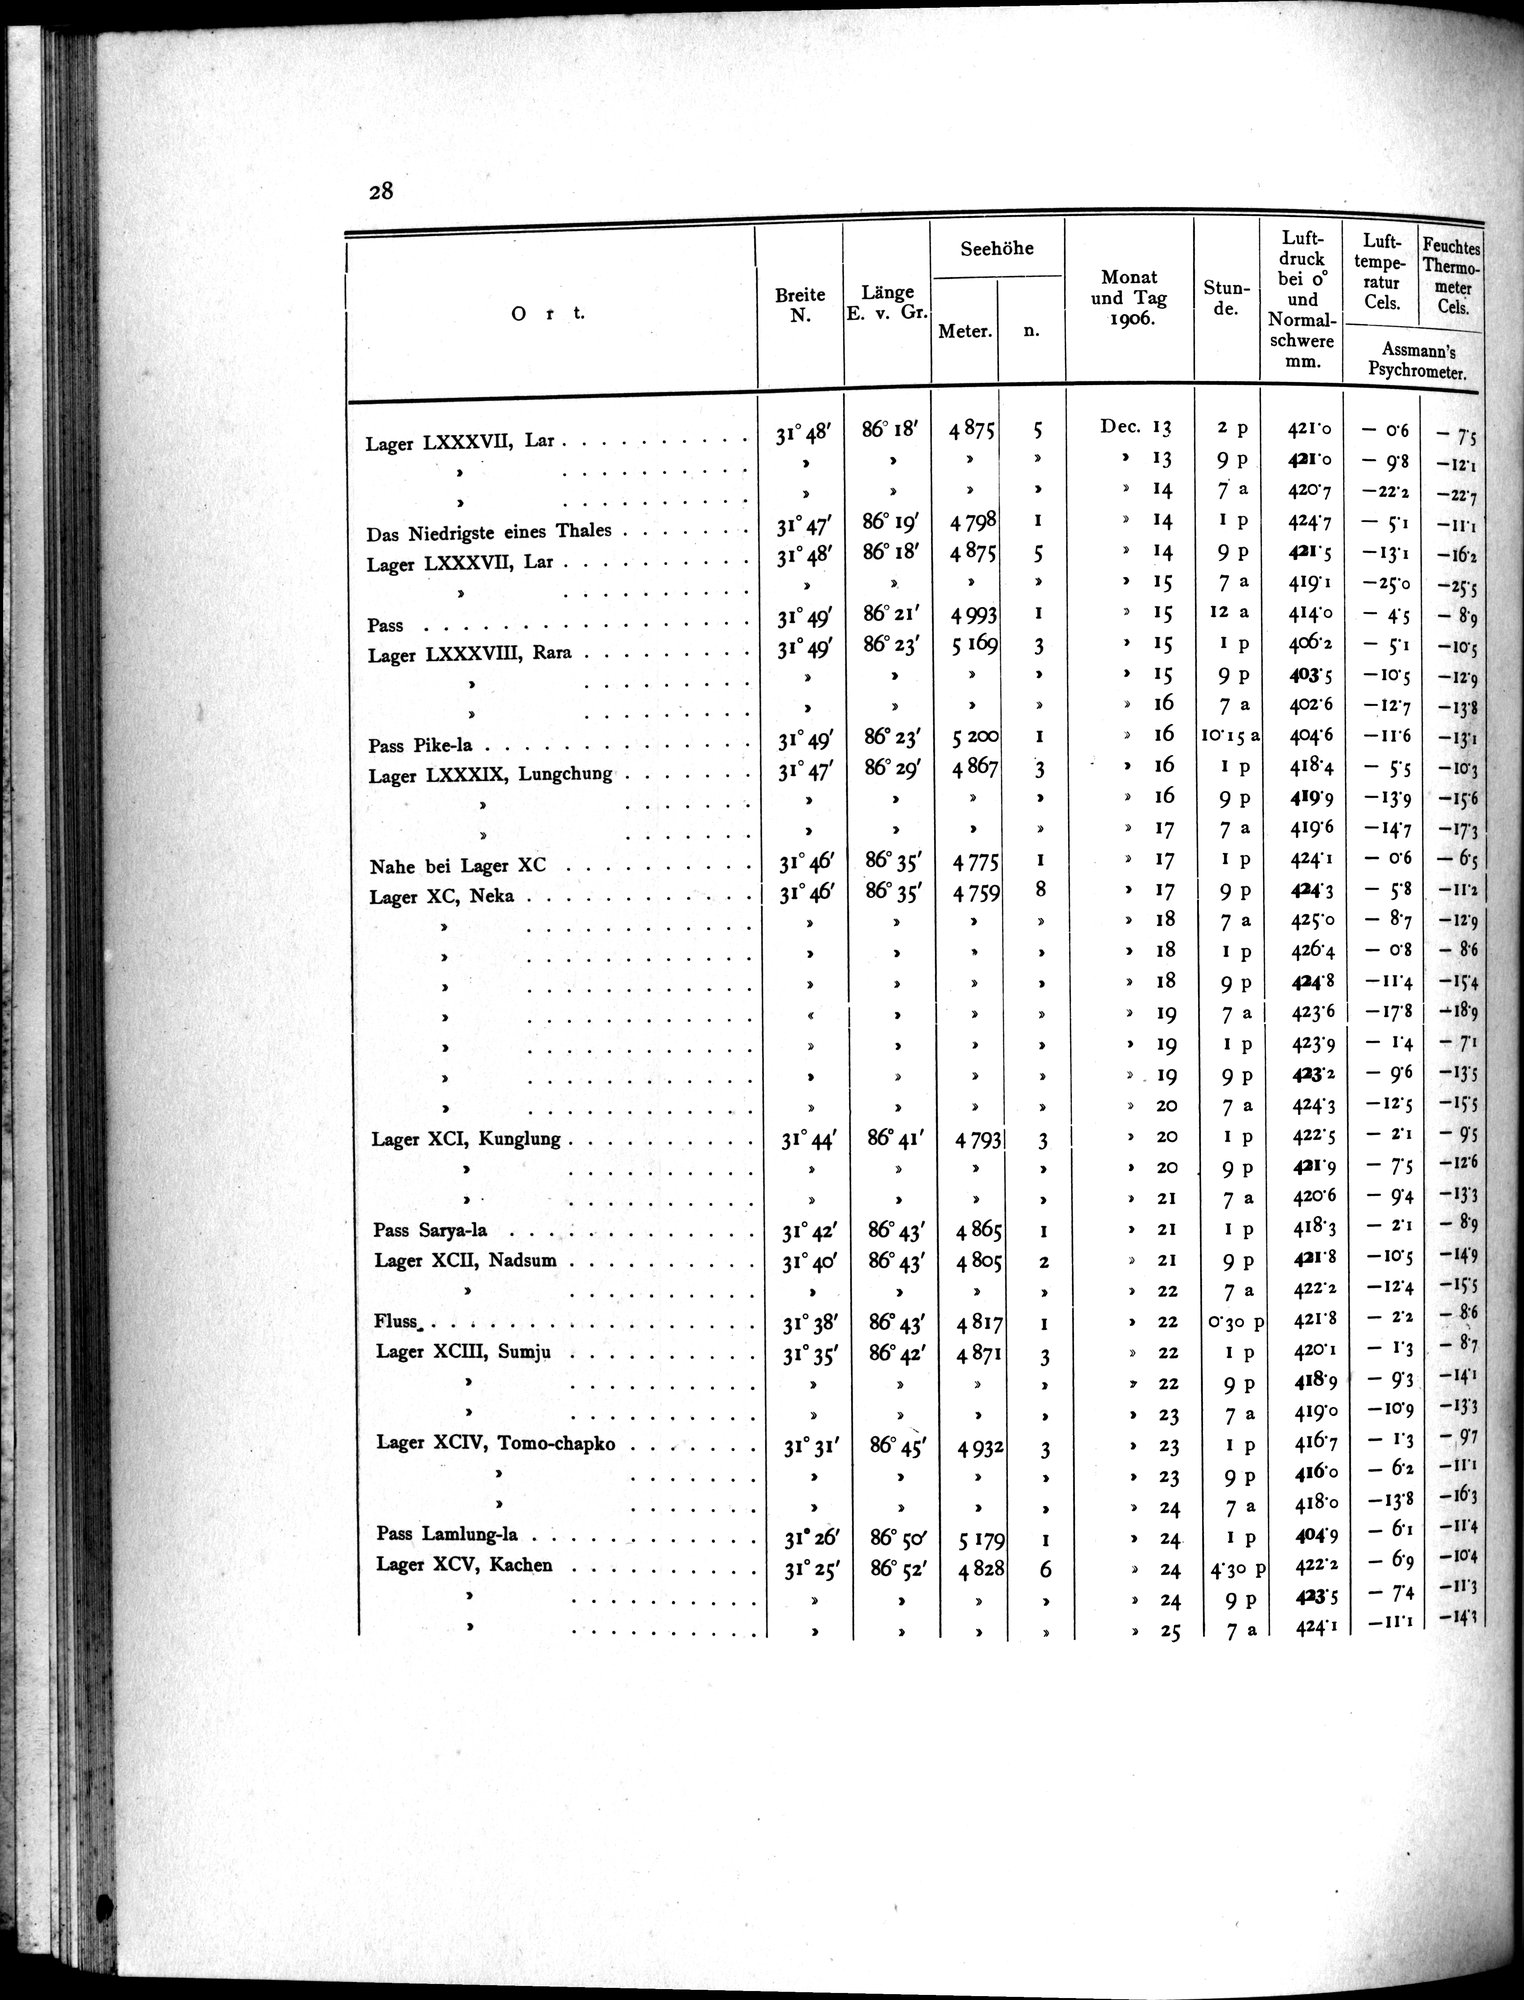 28
O r t. | Breite N. | Länge E. v. Gr. | Seehöhe Meter. | Seehöhe n. | Monat und Tag 1906. | Stun- de. | Luft- druck bei 0° und Normal- schwere mm. | Luft- tempe- ratur Cels. | Feuchtes Thermo- meter Cels.
Assmann's Psychrometer.
Lager LXXXVII, Lar . . . . . . . . . . 31° 48′ 86° 18′ 4 875 5 Dec. 13 2 p 421·0 — 0·6 — 7·5
» . . . . . . . . . . » » » » » 13 9 p 421·0 — 9·8 —12·1
» . . . . . . . . . . » » » » » 14 7 a 420·7 —22·2 —22·7
Das Niedrigste eines Thales . . . . . . . 31° 47′ 86° 19′ 4 798 1 » 14 1 p 424·7 — 5·1 —11·1
Lager LXXXVII, Lar . . . . . . . . . . 31° 48′ 86° 18′ 4 875 5 » 14 9 p 421·5 —13·1 —16·2
» . . . . . . . . . . » » » » » 15 7 a 419·1 —25·0 —25·5
Pass . . . . . . . . . . . . . . . . . 31° 49′ 86° 21′ 4 993 1 » 15 12 a 414·0 — 4·5 — 8·9
Lager LXXXVIII, Rara . . . . . . . . . 31° 49′ 86° 23′ 5 169 3 » 15 1 p 406·2 — 5·1 —10·5
» . . . . . . . . . » » » » » 15 9 p 403·5 —10·5 —12·9
» . . . . . . . . . » » » » » 16 7 a 402·6 —12·7 —13·8
Pass Pike-la . . . . . . . . . . . . . . 31° 49′ 86° 23′ 5 200 1 » 16 10·15 a 404·6 —11·6 —13·1
Lager LXXXIX, Lungchung . . . . . . . 31° 47′ 86° 29′ 4 867 3 » 16 1 p 418·4 — 5·5 —10·3
» . . . . . . . » » » » » 16 9 p 419·9 —13·9 —15·6
» . . . . . . . » » » » » 17 7 a 419·6 —14·7 —17·3
Nahe bei Lager XC . . . . . . . . . . 31° 46′ 86° 35′ 4 775 1 » 17 1 p 424·1 — 0·6 — 6·5
Lager XC, Neka . . . . . . . . . . . . 31° 46′ 86° 35′ 4 759 8 » 17 9 p 424·3 — 5·8 —11·2
» . . . . . . . . . . . . » » » » » 18 7 a 425·0 — 8·7 —12·9
» . . . . . . . . . . . . » » » » » 18 1 p 426·4 — 0·8 — 8·6
» . . . . . . . . . . . . » » » » » 18 9 p 424·8 —11·4 —15·4
» . . . . . . . . . . . . « » » » » 19 7 a 423·6 —17·8 —18·9
» . . . . . . . . . . . . » » » » » 19 1 p 423·9 — 1·4 — 7·1
» . . . . . . . . . . . . » » » » » 19 9 p 423·2 — 9·6 —13·5
» . . . . . . . . . . . . » » » » » 20 7 a 424·3 —12·5 —15·5
Lager XCI, Kunglung . . . . . . . . . . 31° 44′ 86° 41′ 4 793 3 » 20 1 p 422·5 — 2·1 — 9·5
» . . . . . . . . . . » » » » » 20 9 p 421·9 — 7·5 —12·6
» . . . . . . . . . . » » » » » 21 7 a 420·6 — 9·4 —13·3
Pass Sarya-la . . . . . . . . . . . . . 31° 42′ 86° 43′ 4 865 1 » 21 1 p 418·3 — 2·1 — 8·9
Lager XCII, Nadsum . . . . . . . . . . 31° 40′ 86° 43′ 4 805 2 » 21 9 p 421·8 —10·5 —14·9
» . . . . . . . . . . » » » » » 22 7 a 422·2 —12·4 —15·5
Fluss . . . . . . . . . . . . . . . . . 31° 38′ 86° 43′ 4 817 1 » 22 0·30 p 421·8 — 2·2 — 8·6
Lager XCIII, Sumju . . . . . . . . . . 31° 35′ 86° 42′ 4 871 3 » 22 1 p 420·1 — 1·3 — 8·7
» . . . . . . . . . . » » » » » 22 9 p 418·9 — 9·3 —14·1
» . . . . . . . . . . » » » » » 23 7 a 419·0 —10·9 —13·3
Lager XCIV, Tomo-chapko . . . . . . . 31° 31′ 86° 45′ 4 932 3 » 23 1 p 416·7 — 1·3 — 9·7
» . . . . . . . » » » » » 23 9 p 416·0 — 6·2 —11·1
» . . . . . . . » » » » » 24 7 a 418·0 —13·8 —16·3
Pass Lamlung-la . . . . . . . . . . . . 31° 26′ 86° 50′ 5 179 1 » 24 1 p 404·9 — 6·1 —11·4
Lager XCV, Kachen . . . . . . . . . . 31° 25′ 86° 52′ 4 828 6 » 24 4·30 p 422·2 — 6·9 —10·4
» . . . . . . . . . . » » » » » 24 9 p 423·5 — 7·4 —11·3
» . . . . . . . . . . » » » » » 25 7 a 424·1 —11·1 —14·3